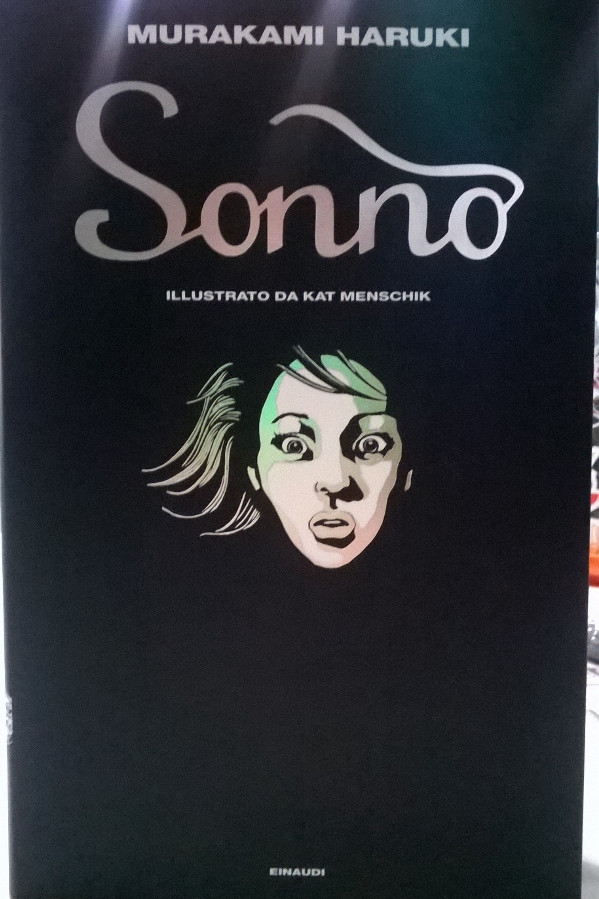 MURAKAMI HARUKI
Sonno
ILLUSTRATO DA KAT MENSCHIK
EINAUDI